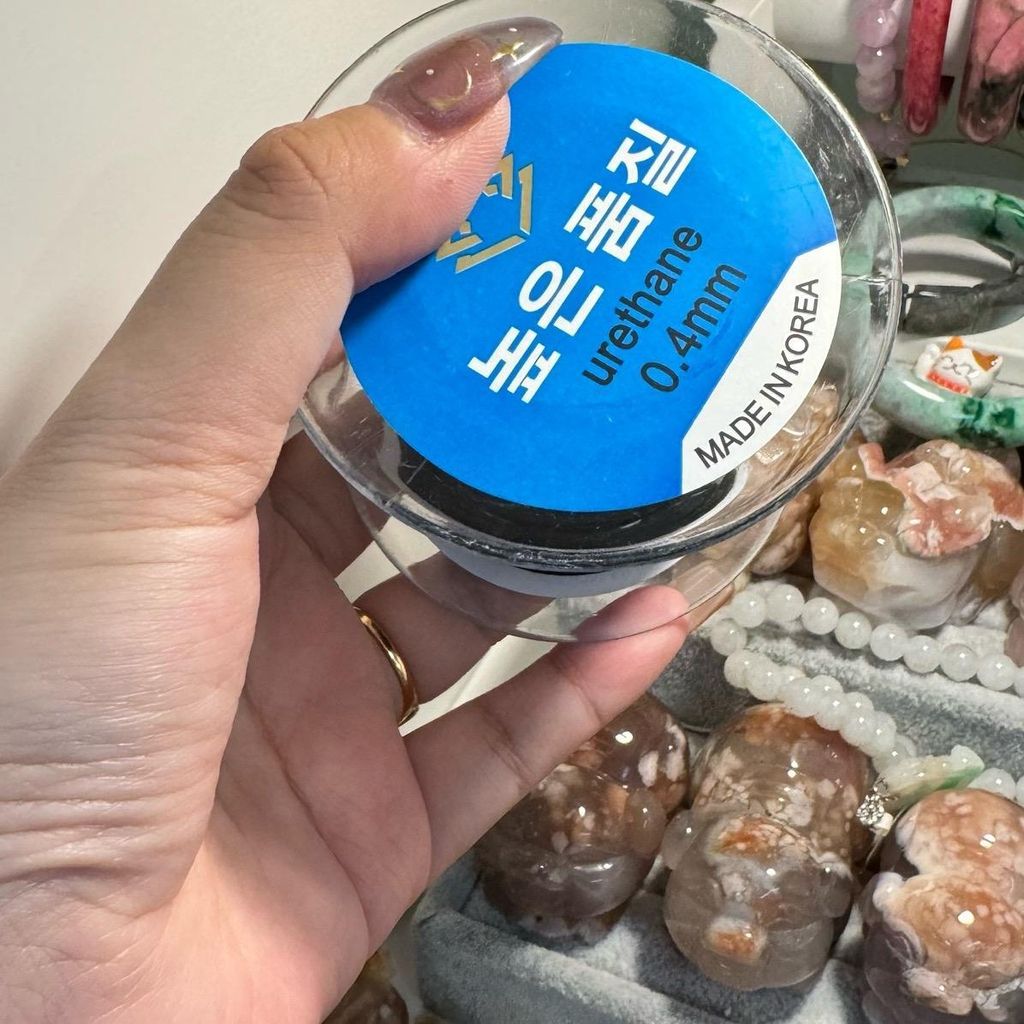 높은 품질
urethane
0.4mm
MADE IN KOREA